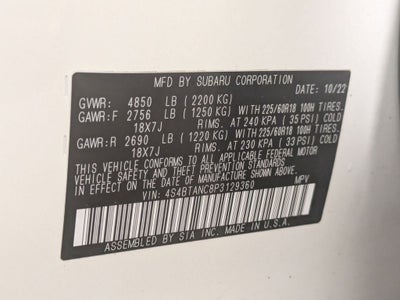 MFD BY SUBARU CORPORATION 10/22
GVWR: 4850 LB (2200 KG)
GAWR:F 2756 LB (1250 KG) WITH 225/60R18 100H TIRES.
18X7J RIMS. AT 240 KPA ( 35 PSI) COLD
GAWR:R 2690 LB (1220 KG) WITH 225/60R18 100H TIRES.
18X7J RIMS. AT 230 KPA ( 33 PSI) COLD
THIS VEHICLE CONFORMS TO ALL APPLICABLE FEDERAL MOTOR
VEHICLE SAFETY AND THEFT PREVENTION STANDARDS
IN EFFECT ON THE DATE OF MANUFACTURE SHOWN ABOVE.
VIN: 4S4BTANC8P3129360 MPV
ASSEMBLED BY SIA INC. MADE IN U.S.A.